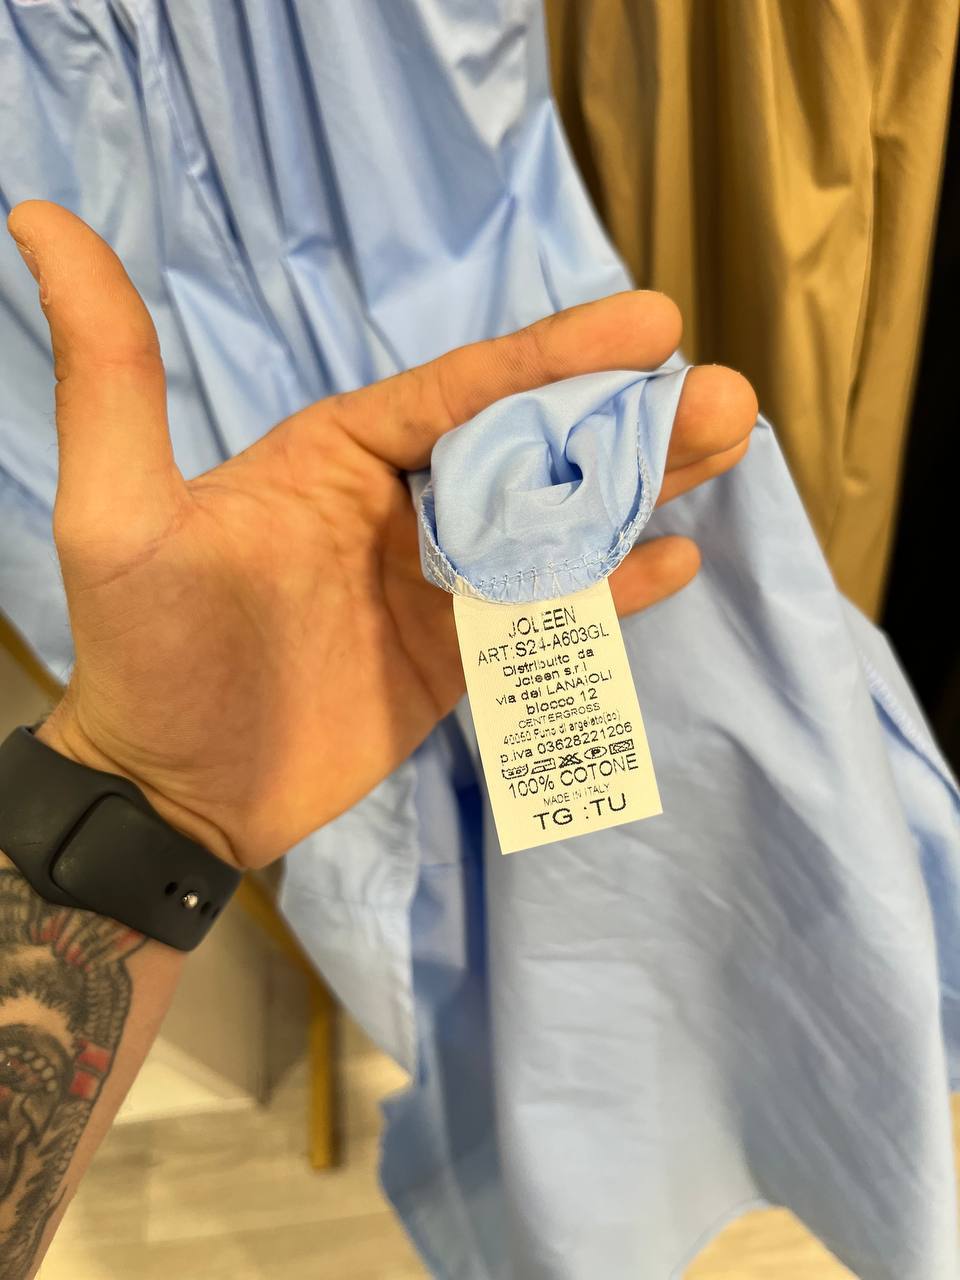 JOLEEN
ART:S24-A603GL
Distribuito da
Joleen s.r.l
via dei LANAIOLI
blocco 12
CENTERGROSS
40050 Funo di argelato(bo)
p.iva 03628221206
100% COTONE
MADE IN ITALY
TG :TU